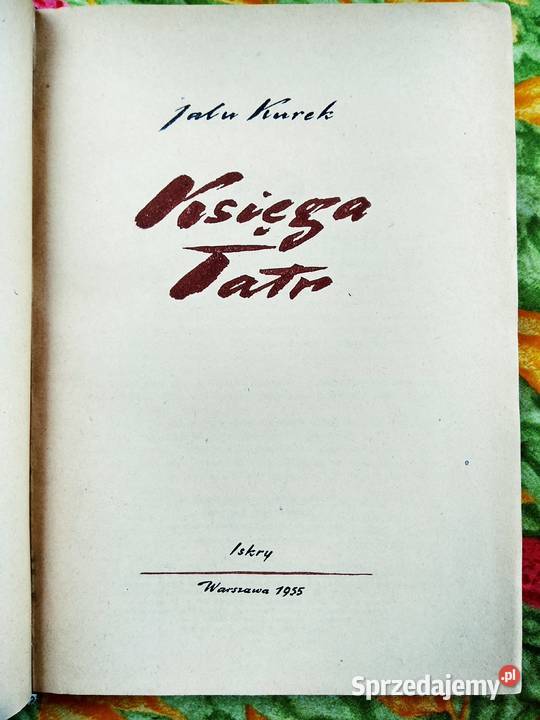 Jalu Kurek
Księga
Tatr
Iskry
Warszawa 1955
Sprzedajemy.pl